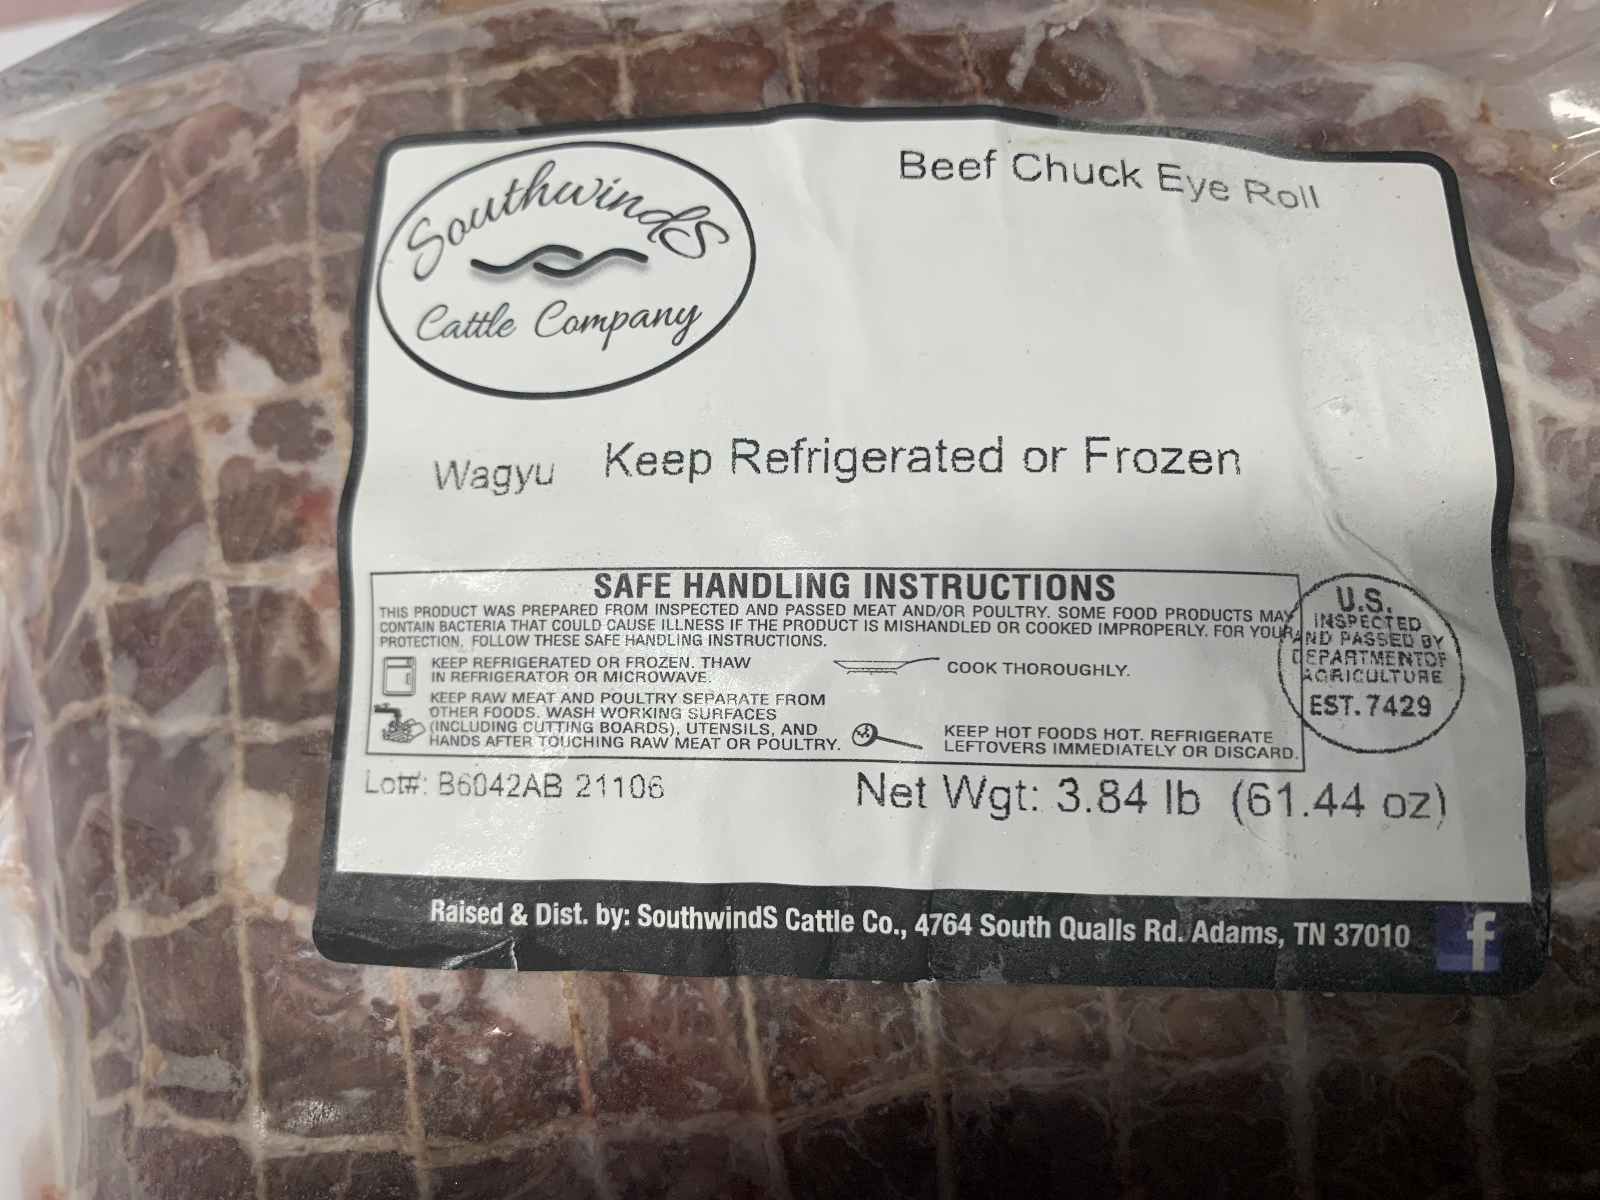 SouthwindS
Cattle Company
Beef Chuck Eye Roll
Wagyu Keep Refrigerated or Frozen
SAFE HANDLING INSTRUCTIONS
THIS PRODUCT WAS PREPARED FROM INSPECTED AND PASSED MEAT AND/OR POULTRY. SOME FOOD PRODUCTS MAY
CONTAIN BACTERIA THAT COULD CAUSE ILLNESS IF THE PRODUCT IS MISHANDLED OR COOKED IMPROPERLY. FOR YOUR
PROTECTION, FOLLOW THESE SAFE HANDLING INSTRUCTIONS.
KEEP REFRIGERATED OR FROZEN. THAW
IN REFRIGERATOR OR MICROWAVE.
KEEP RAW MEAT AND POULTRY SEPARATE FROM
OTHER FOODS. WASH WORKING SURFACES
(INCLUDING CUTTING BOARDS), UTENSILS, AND
HANDS AFTER TOUCHING RAW MEAT OR POULTRY.
COOK THOROUGHLY.
KEEP HOT FOODS HOT. REFRIGERATE
LEFTOVERS IMMEDIATELY OR DISCARD.
U.S.
INSPECTED
AND PASSED BY
DEPARTMENTOF
AGRICULTURE
EST. 7429
Lot#: B6042AB 21106
Net Wgt: 3.84 lb (61.44 oz)
Raised & Dist. by: SouthwindS Cattle Co., 4764 South Qualls Rd. Adams, TN 37010
f